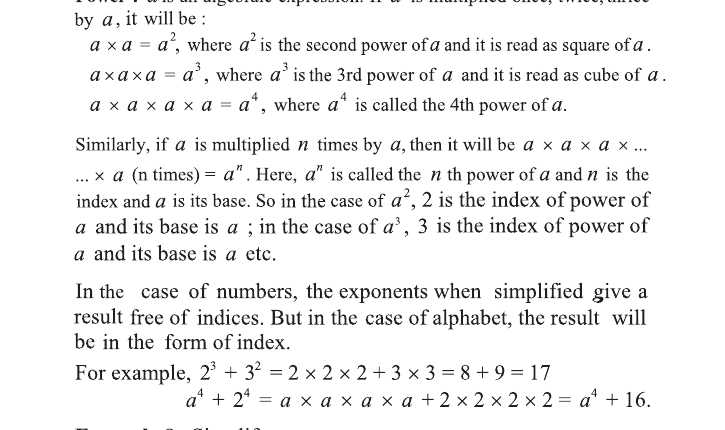 by a, it will be :
a × a = a², where a² is the second power of a and it is read as square of a .
a×a×a = a³, where a³ is the 3rd power of a and it is read as cube of a .
a × a × a × a = a⁴, where a⁴ is called the 4th power of a.
Similarly, if a is multiplied n times by a, then it will be a × a × a × ...
... × a (n times) = aⁿ. Here, aⁿ is called the n th power of a and n is the
index and a is its base. So in the case of a², 2 is the index of power of
a and its base is a ; in the case of a³, 3 is the index of power of
a and its base is a etc.
In the case of numbers, the exponents when simplified give a
result free of indices. But in the case of alphabet, the result will
be in the form of index.
For example, 2³ + 3² = 2 × 2 × 2 + 3 × 3 = 8 + 9 = 17
a⁴ + 2⁴ = a × a × a × a + 2 × 2 × 2 × 2 = a⁴ + 16.